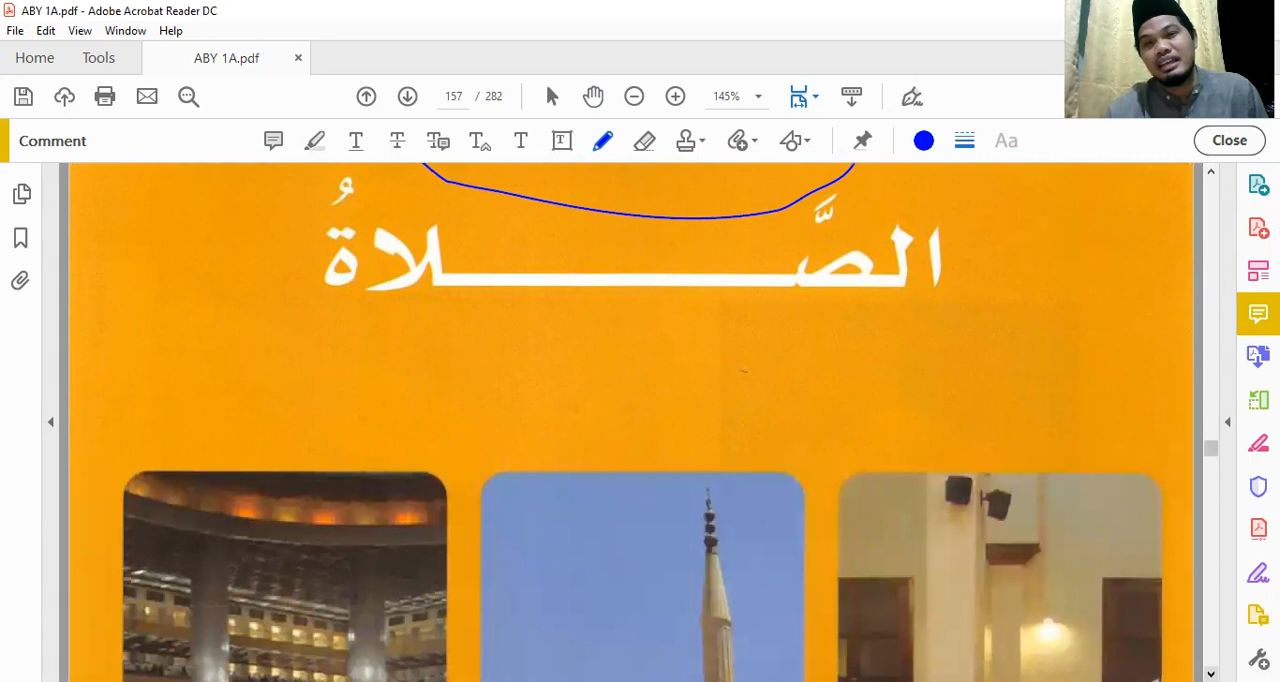 ABY 1A.pdf - Adobe Acrobat Reader DC
File Edit View Window Help
Home Tools ABY 1A.pdf ×
157 / 282 145%
Comment Aa Close
الصَّلاةُ